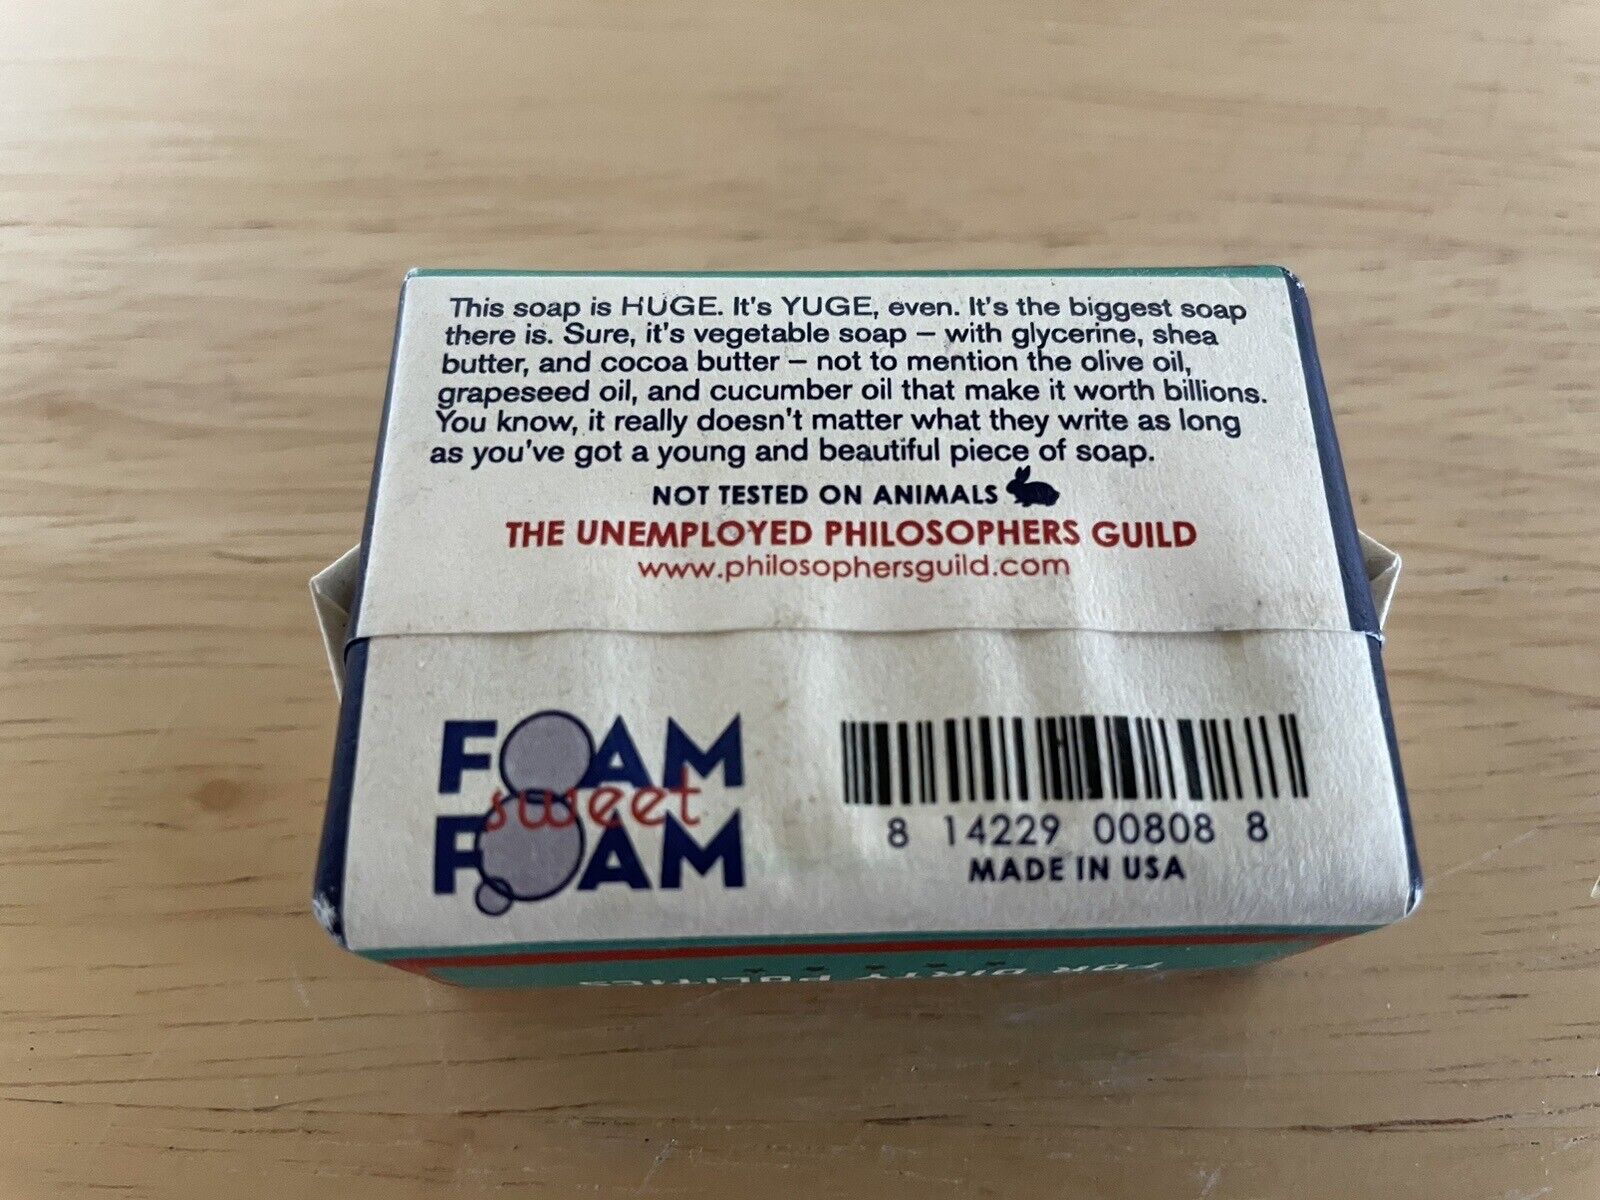 This soap is HUGE. It's YUGE, even. It's the biggest soap
there is. Sure, it's vegetable soap – with glycerine, shea
butter, and cocoa butter – not to mention the olive oil,
grapeseed oil, and cucumber oil that make it worth billions.
You know, it really doesn't matter what they write as long
as you've got a young and beautiful piece of soap.
NOT TESTED ON ANIMALS
THE UNEMPLOYED PHILOSOPHERS GUILD
www.philosophersguild.com
FOAM
sweet
FOAM
8 14229 00808 8
MADE IN USA
FOR DIRTY POLITICS